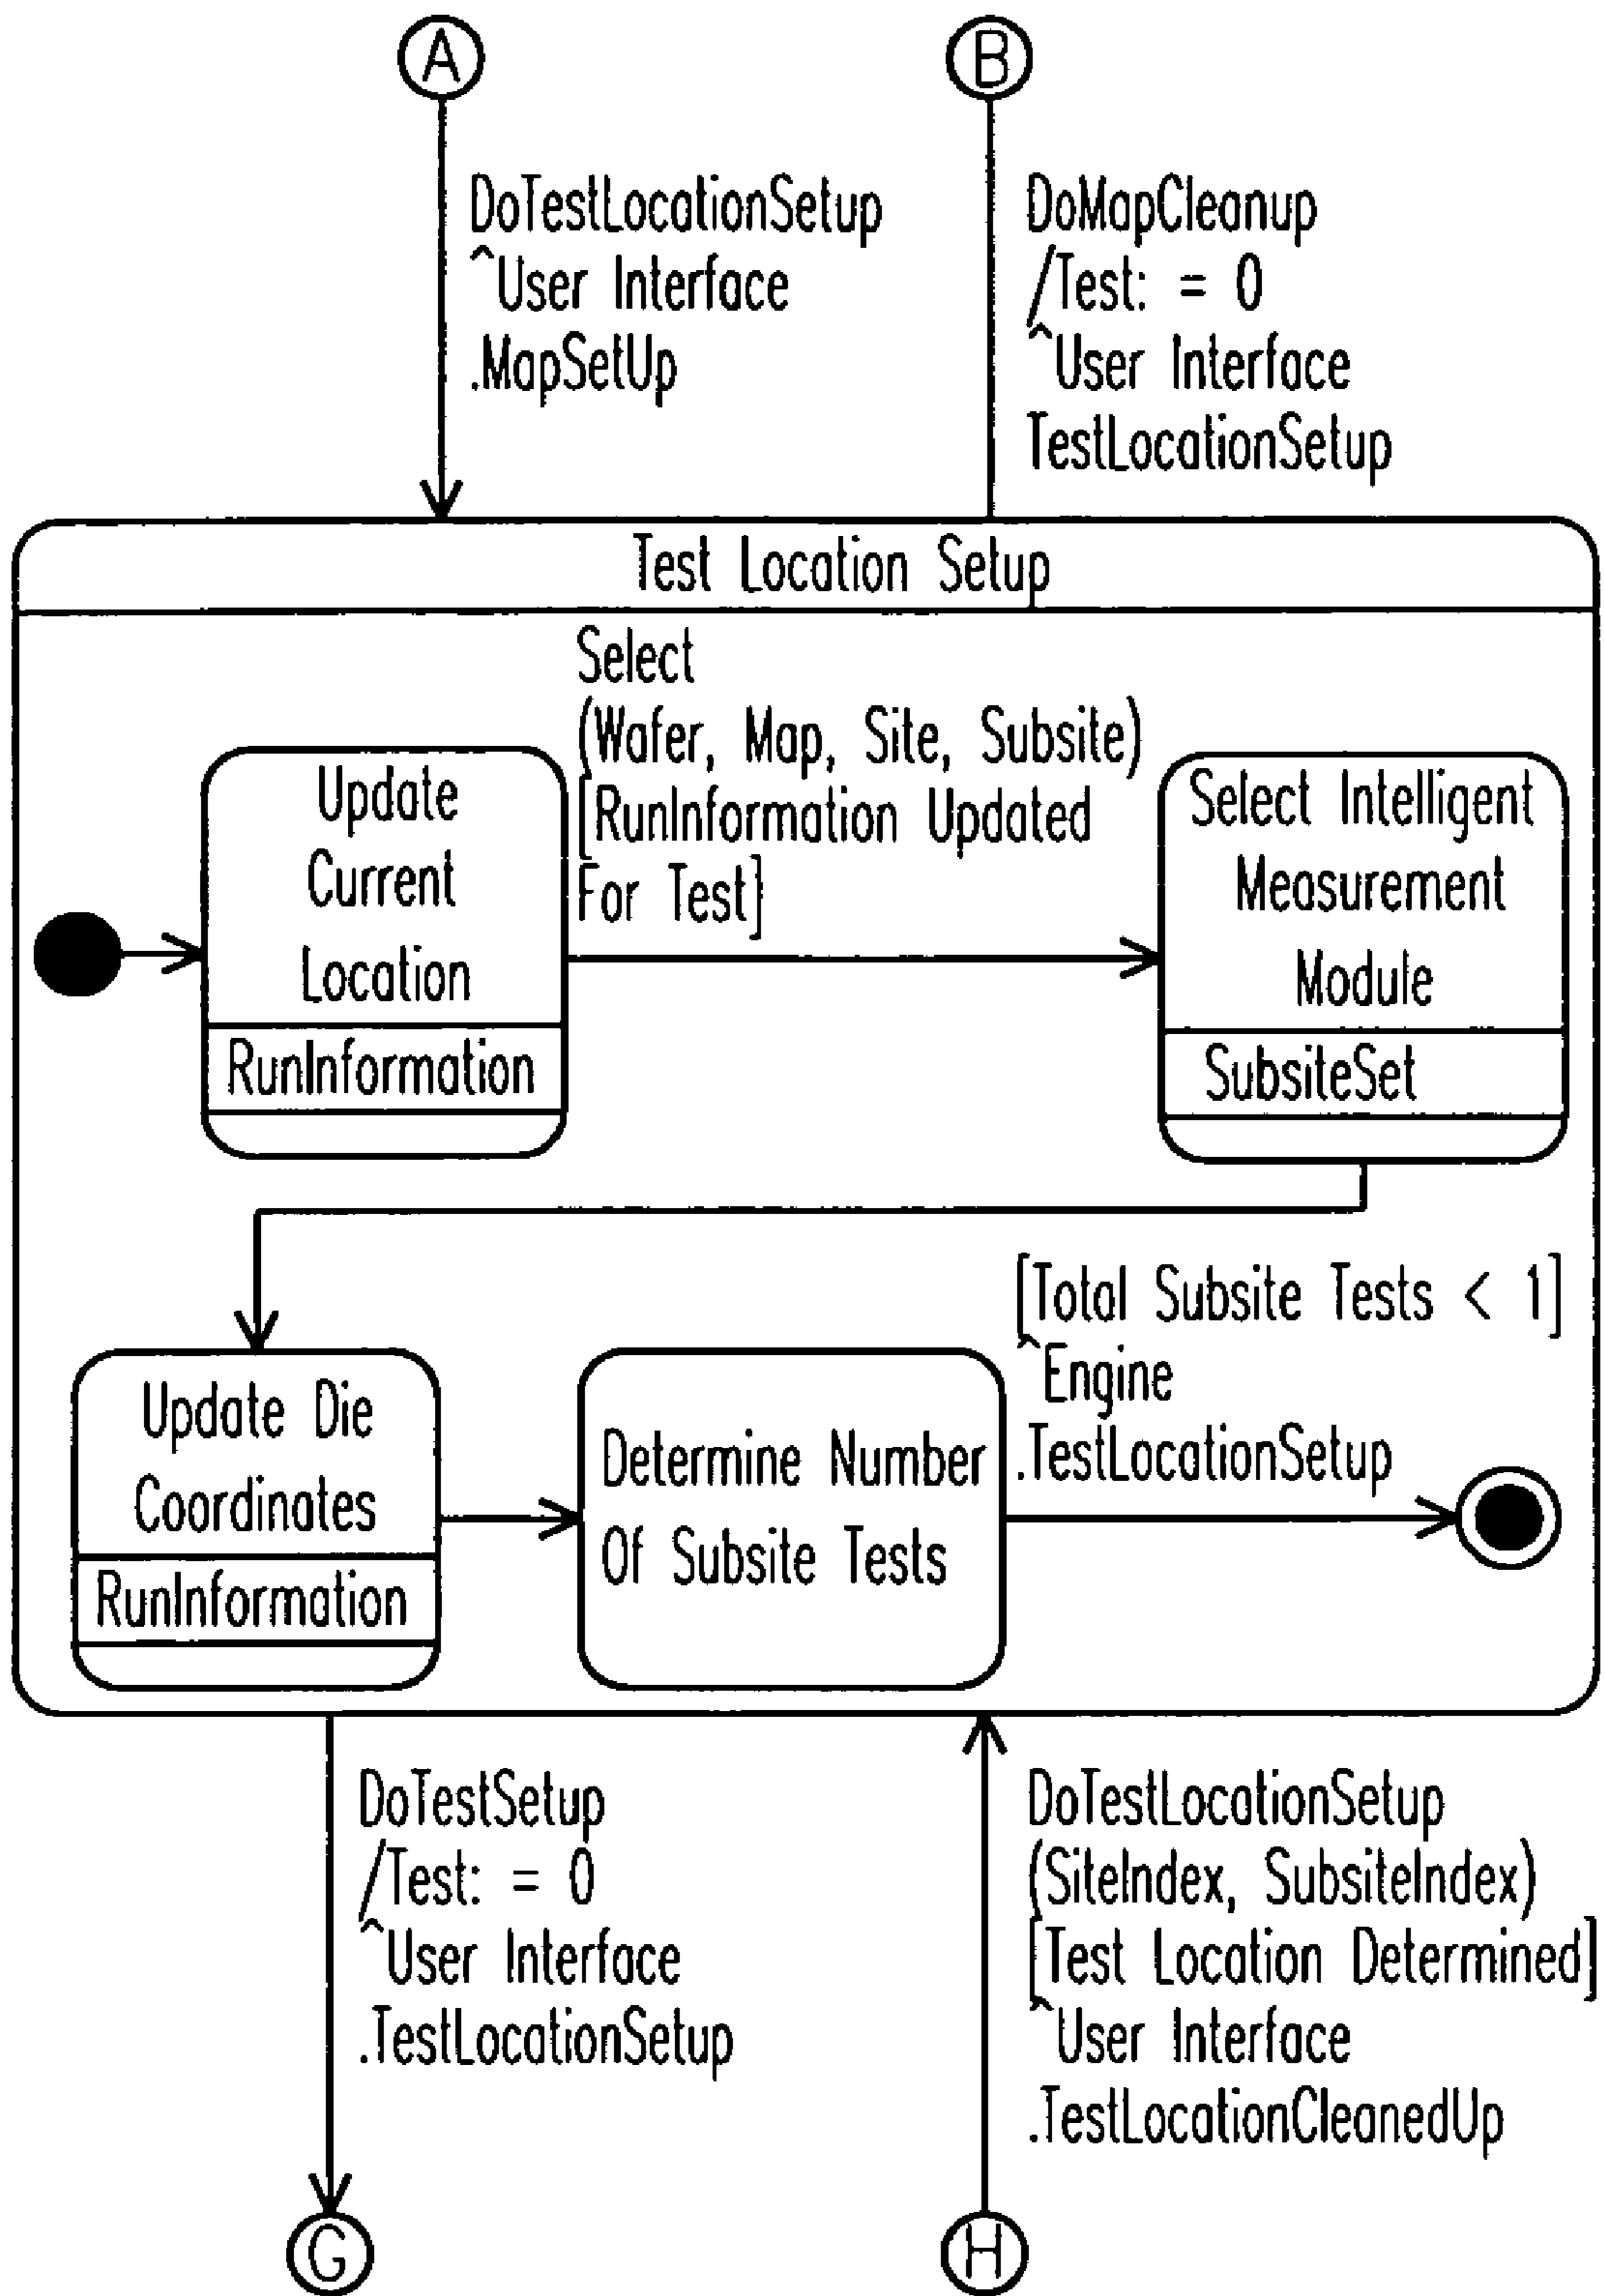 A
B
DoTestLocationSetup
^User Interface
.MapSetUp
DoMapCleanup
/Test: = 0
^User Interface
TestLocationSetup
Test Location Setup
Select
(Wafer, Map, Site, Subsite)
[RunInformation Updated
For Test]
Update
Current
Location
RunInformation
Select Intelligent
Measurement
Module
SubsiteSet
[Total Subsite Tests < 1]
^Engine
.TestLocationSetup
Update Die
Coordinates
RunInformation
Determine Number
Of Subsite Tests
DoTestSetup
/Test: = 0
^User Interface
.TestLocationSetup
DoTestLocationSetup
(SiteIndex, SubsiteIndex)
[Test Location Determined]
^User Interface
.TestLocationCleanedUp
G
H